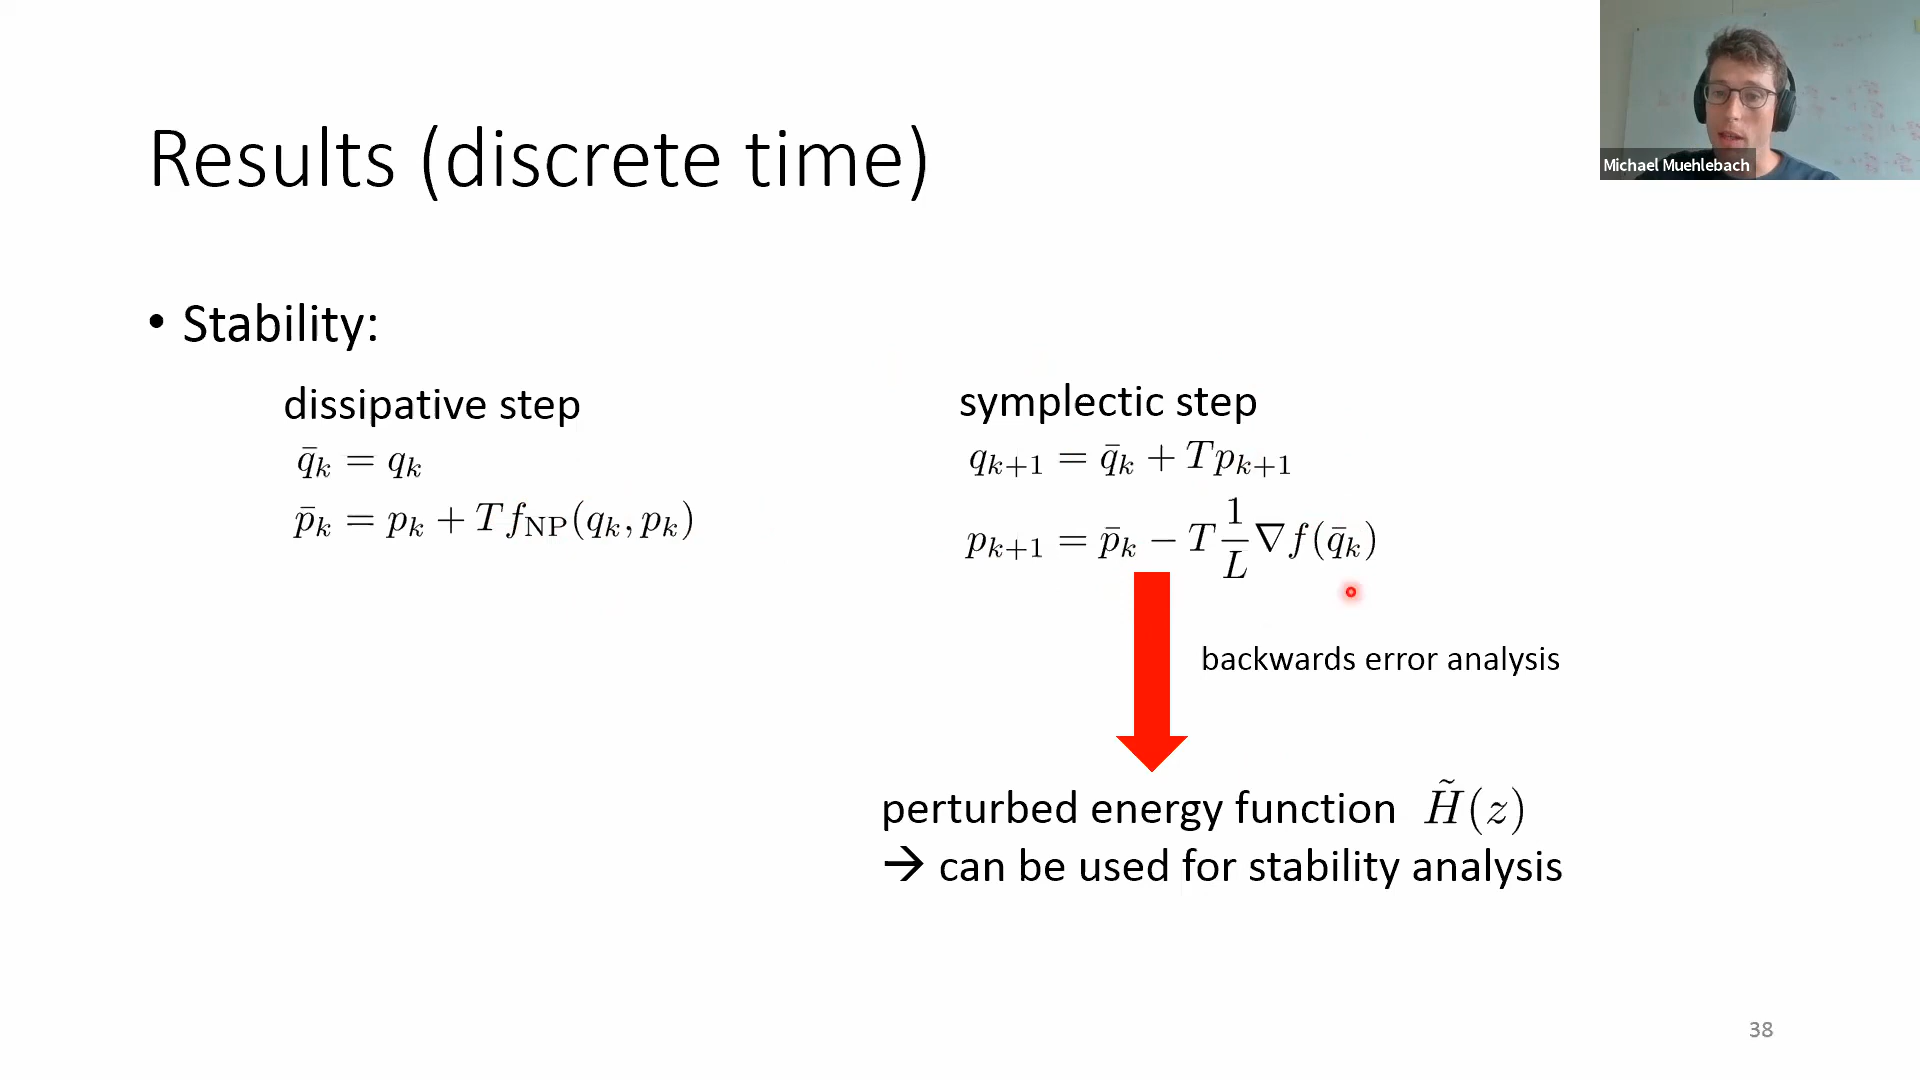 Results (discrete time)
Michael Muehlebach
• Stability:
dissipative step
q̄ₖ = qₖ
p̄ₖ = pₖ + T f_NP(qₖ, pₖ)
symplectic step
qₖ₊₁ = q̄ₖ + T pₖ₊₁
pₖ₊₁ = p̄ₖ − T 1/L ∇f(q̄ₖ)
backwards error analysis
perturbed energy function H̃(z)
→ can be used for stability analysis
38